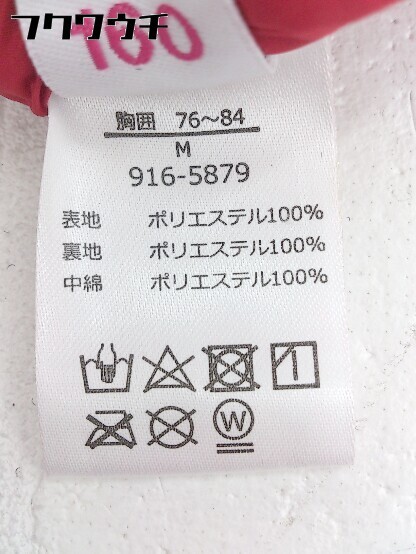 フクワウチ
100
胸囲 76～84
M
916-5879
表地 ポリエステル100%
裏地 ポリエステル100%
中綿 ポリエステル100%
W